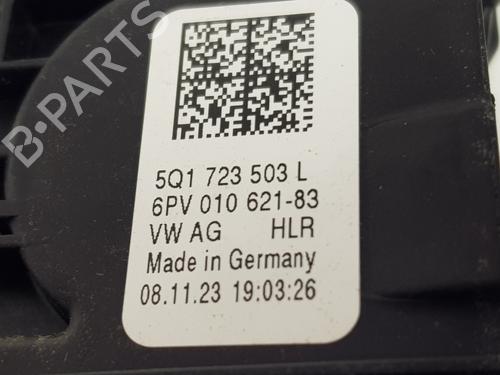 B-PARTS
5Q1 723 503 L
6PV 010 621-83
VW AG HLR
Made in Germany
08.11.23 19:03:26